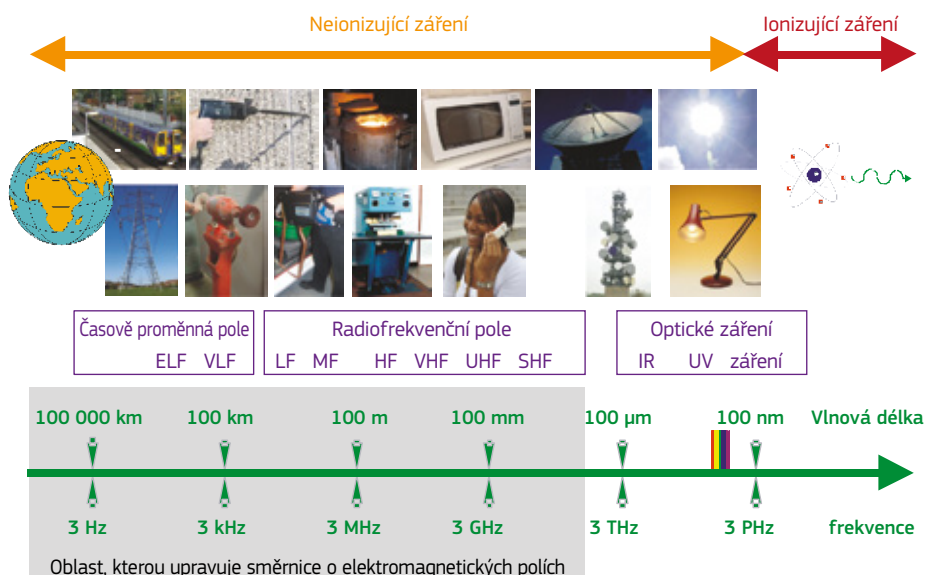 Neionizující záření
Ionizující záření
Časově proměnná pole
ELF VLF
Radiofrekvenční pole
LF MF HF VHF UHF SHF
Optické záření
IR UV záření
100 000 km 100 km 100 m 100 mm 100 µm 100 nm Vlnová délka
3 Hz 3 kHz 3 MHz 3 GHz 3 THz 3 PHz frekvence
Oblast, kterou upravuje směrnice o elektromagnetických polích